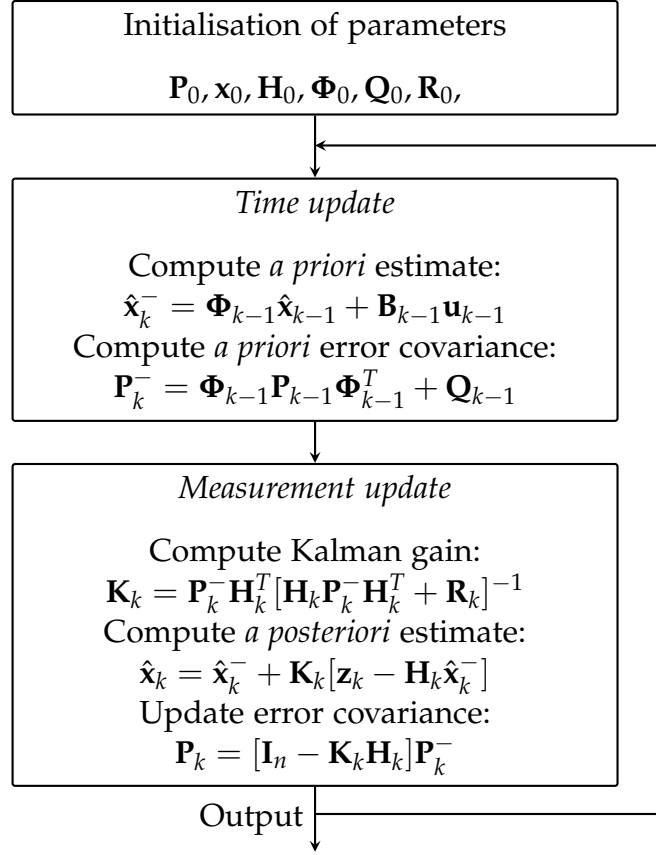 Initialisation of parameters
P₀, x₀, H₀, Φ₀, Q₀, R₀,
Time update
Compute a priori estimate:
x̂ₖ⁻ = Φₖ₋₁x̂ₖ₋₁ + Bₖ₋₁uₖ₋₁
Compute a priori error covariance:
Pₖ⁻ = Φₖ₋₁Pₖ₋₁Φᵀₖ₋₁ + Qₖ₋₁
Measurement update
Compute Kalman gain:
Kₖ = Pₖ⁻Hₖᵀ[HₖPₖ⁻Hₖᵀ + Rₖ]⁻¹
Compute a posteriori estimate:
x̂ₖ = x̂ₖ⁻ + Kₖ[zₖ − Hₖx̂ₖ⁻]
Update error covariance:
Pₖ = [Iₙ − KₖHₖ]Pₖ⁻
Output